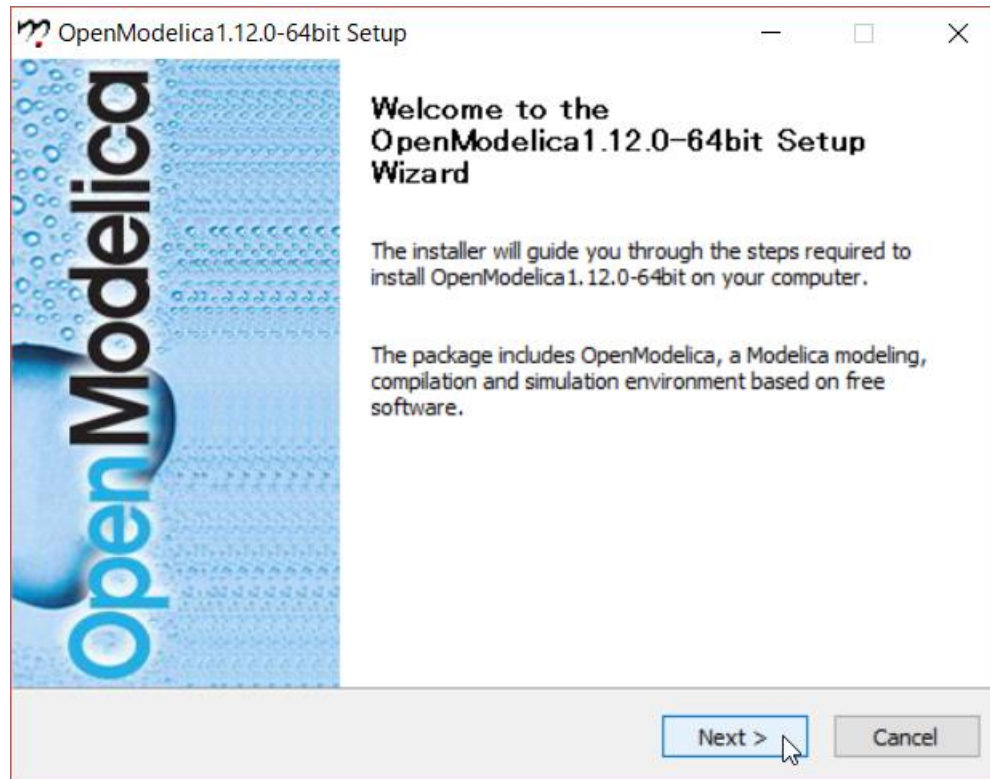 OpenModelica1.12.0-64bit Setup
OpenModelica
Welcome to the
OpenModelica1.12.0-64bit Setup
Wizard
The installer will guide you through the steps required to
install OpenModelica1.12.0-64bit on your computer.
The package includes OpenModelica, a Modelica modeling,
compilation and simulation environment based on free
software.
Next >
Cancel